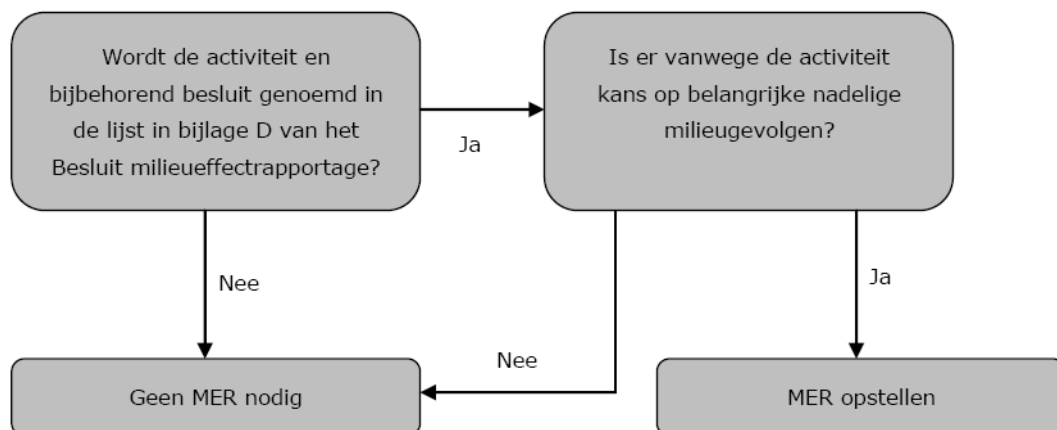 Wordt de activiteit en
bijbehorend besluit genoemd in
de lijst in bijlage D van het
Besluit milieueffectrapportage?
Ja
Is er vanwege de activiteit
kans op belangrijke nadelige
milieugevolgen?
Nee
Ja
Nee
Geen MER nodig
MER opstellen